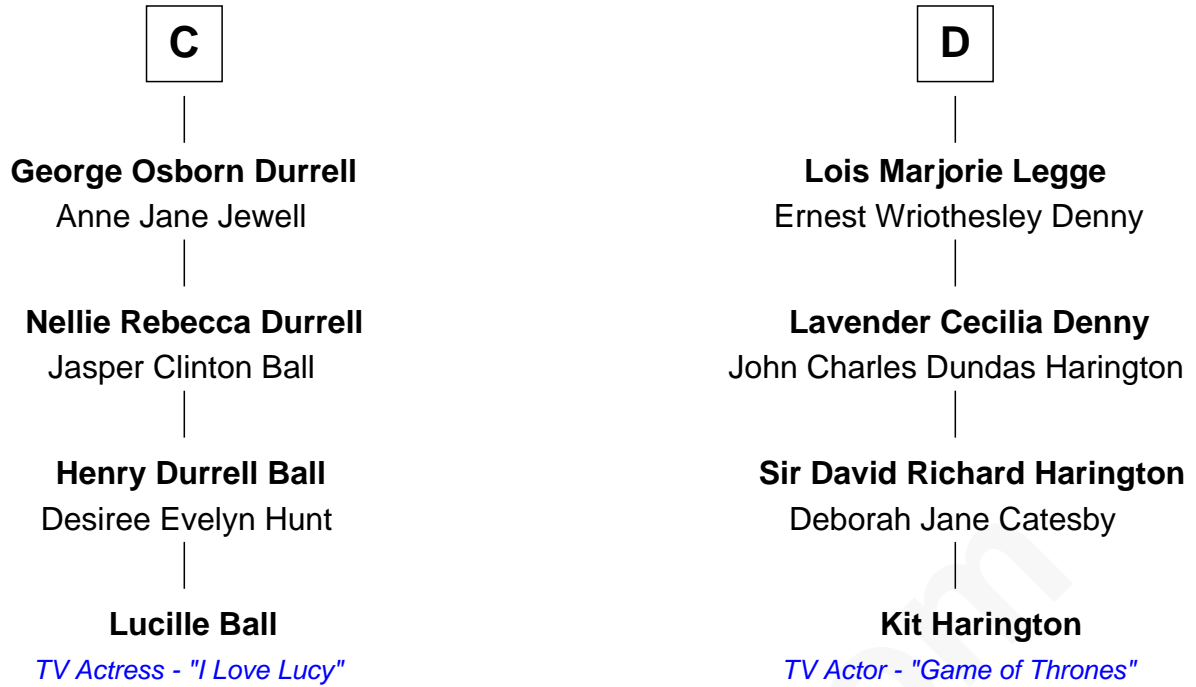 C
George Osborn Durrell
Anne Jane Jewell
Nellie Rebecca Durrell
Jasper Clinton Ball
Henry Durrell Ball
Desiree Evelyn Hunt
Lucille Ball
TV Actress - "I Love Lucy"
D
Lois Marjorie Legge
Ernest Wriothesley Denny
Lavender Cecilia Denny
John Charles Dundas Harington
Sir David Richard Harington
Deborah Jane Catesby
Kit Harington
TV Actor - "Game of Thrones"